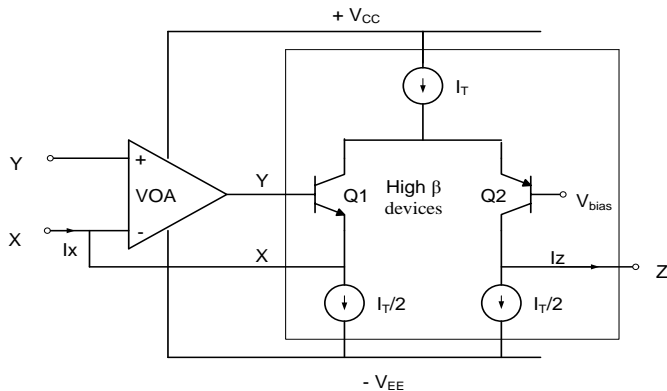 + VCC
IT
Y
+
VOA
-
Y
Q1
High β
devices
Q2
Vbias
X
Ix
X
Iz
Z
IT/2
IT/2
- VEE